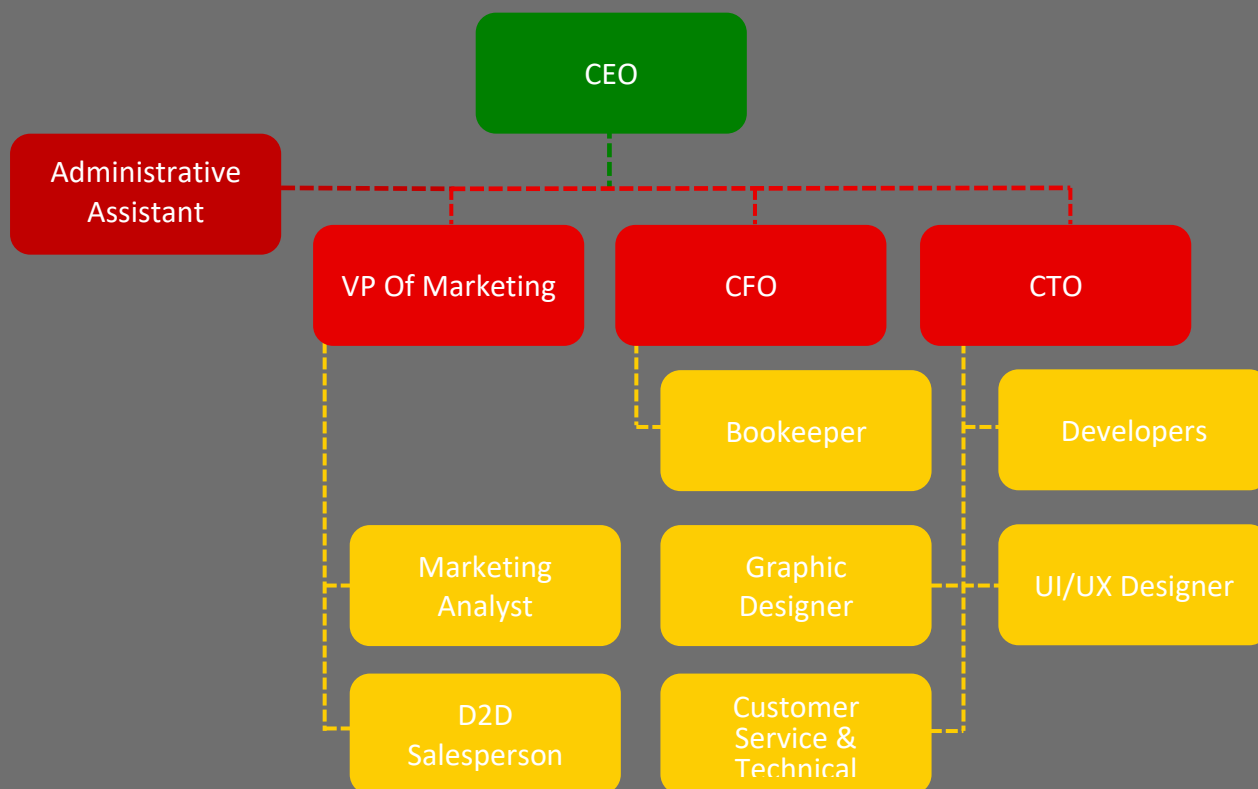 CEO
Administrative
Assistant
VP Of Marketing
CFO
CTO
Bookeeper
Developers
Marketing
Analyst
Graphic
Designer
UI/UX Designer
D2D
Salesperson
Customer
Service &
Technical